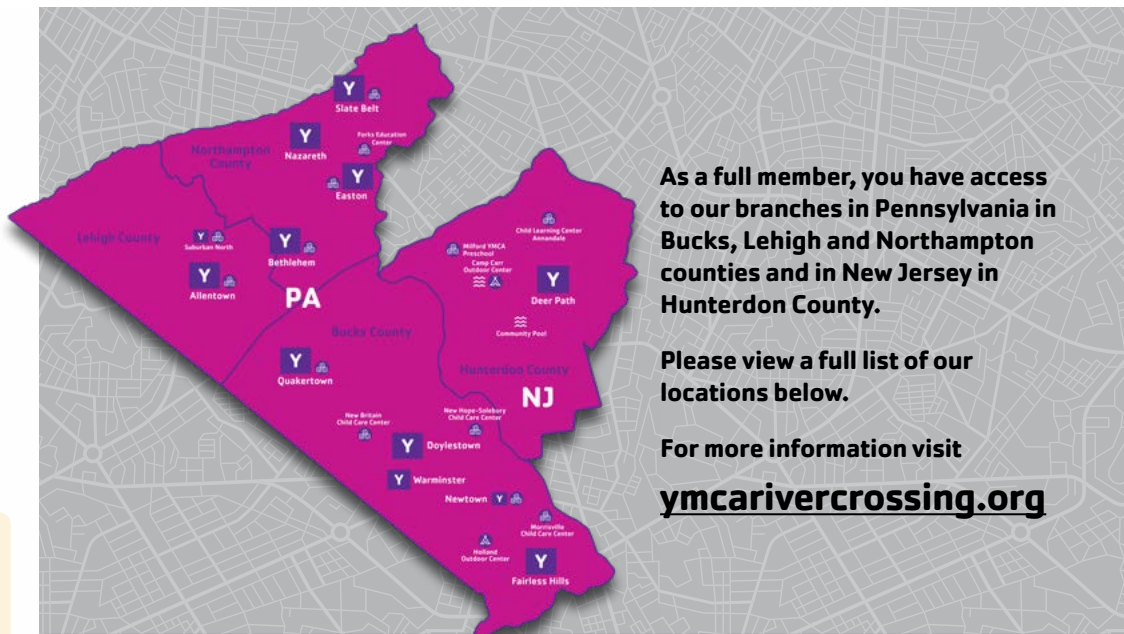 Y
Slate Belt
Y
Nazareth
Forks Education
Center
Northampton
County
Y
Easton
Lehigh County
Y
Suburban North
Y
Bethlehem
Y
Allentown
PA
Child Learning Center
Annandale
Milford YMCA
Preschool
Camp Carr
Outdoor Center
Y
Deer Path
Community Pool
Bucks County
Hunterdon County
NJ
Y
Quakertown
New Britain
Child Care Center
New Hope-Solebury
Child Care Center
Y
Doylestown
Y
Warminster
Newtown
Y
Morrisville
Child Care Center
Holland
Outdoor Center
Y
Fairless Hills
As a full member, you have access
to our branches in Pennsylvania in
Bucks, Lehigh and Northampton
counties and in New Jersey in
Hunterdon County.
Please view a full list of our
locations below.
For more information visit
ymcarivercrossing.org